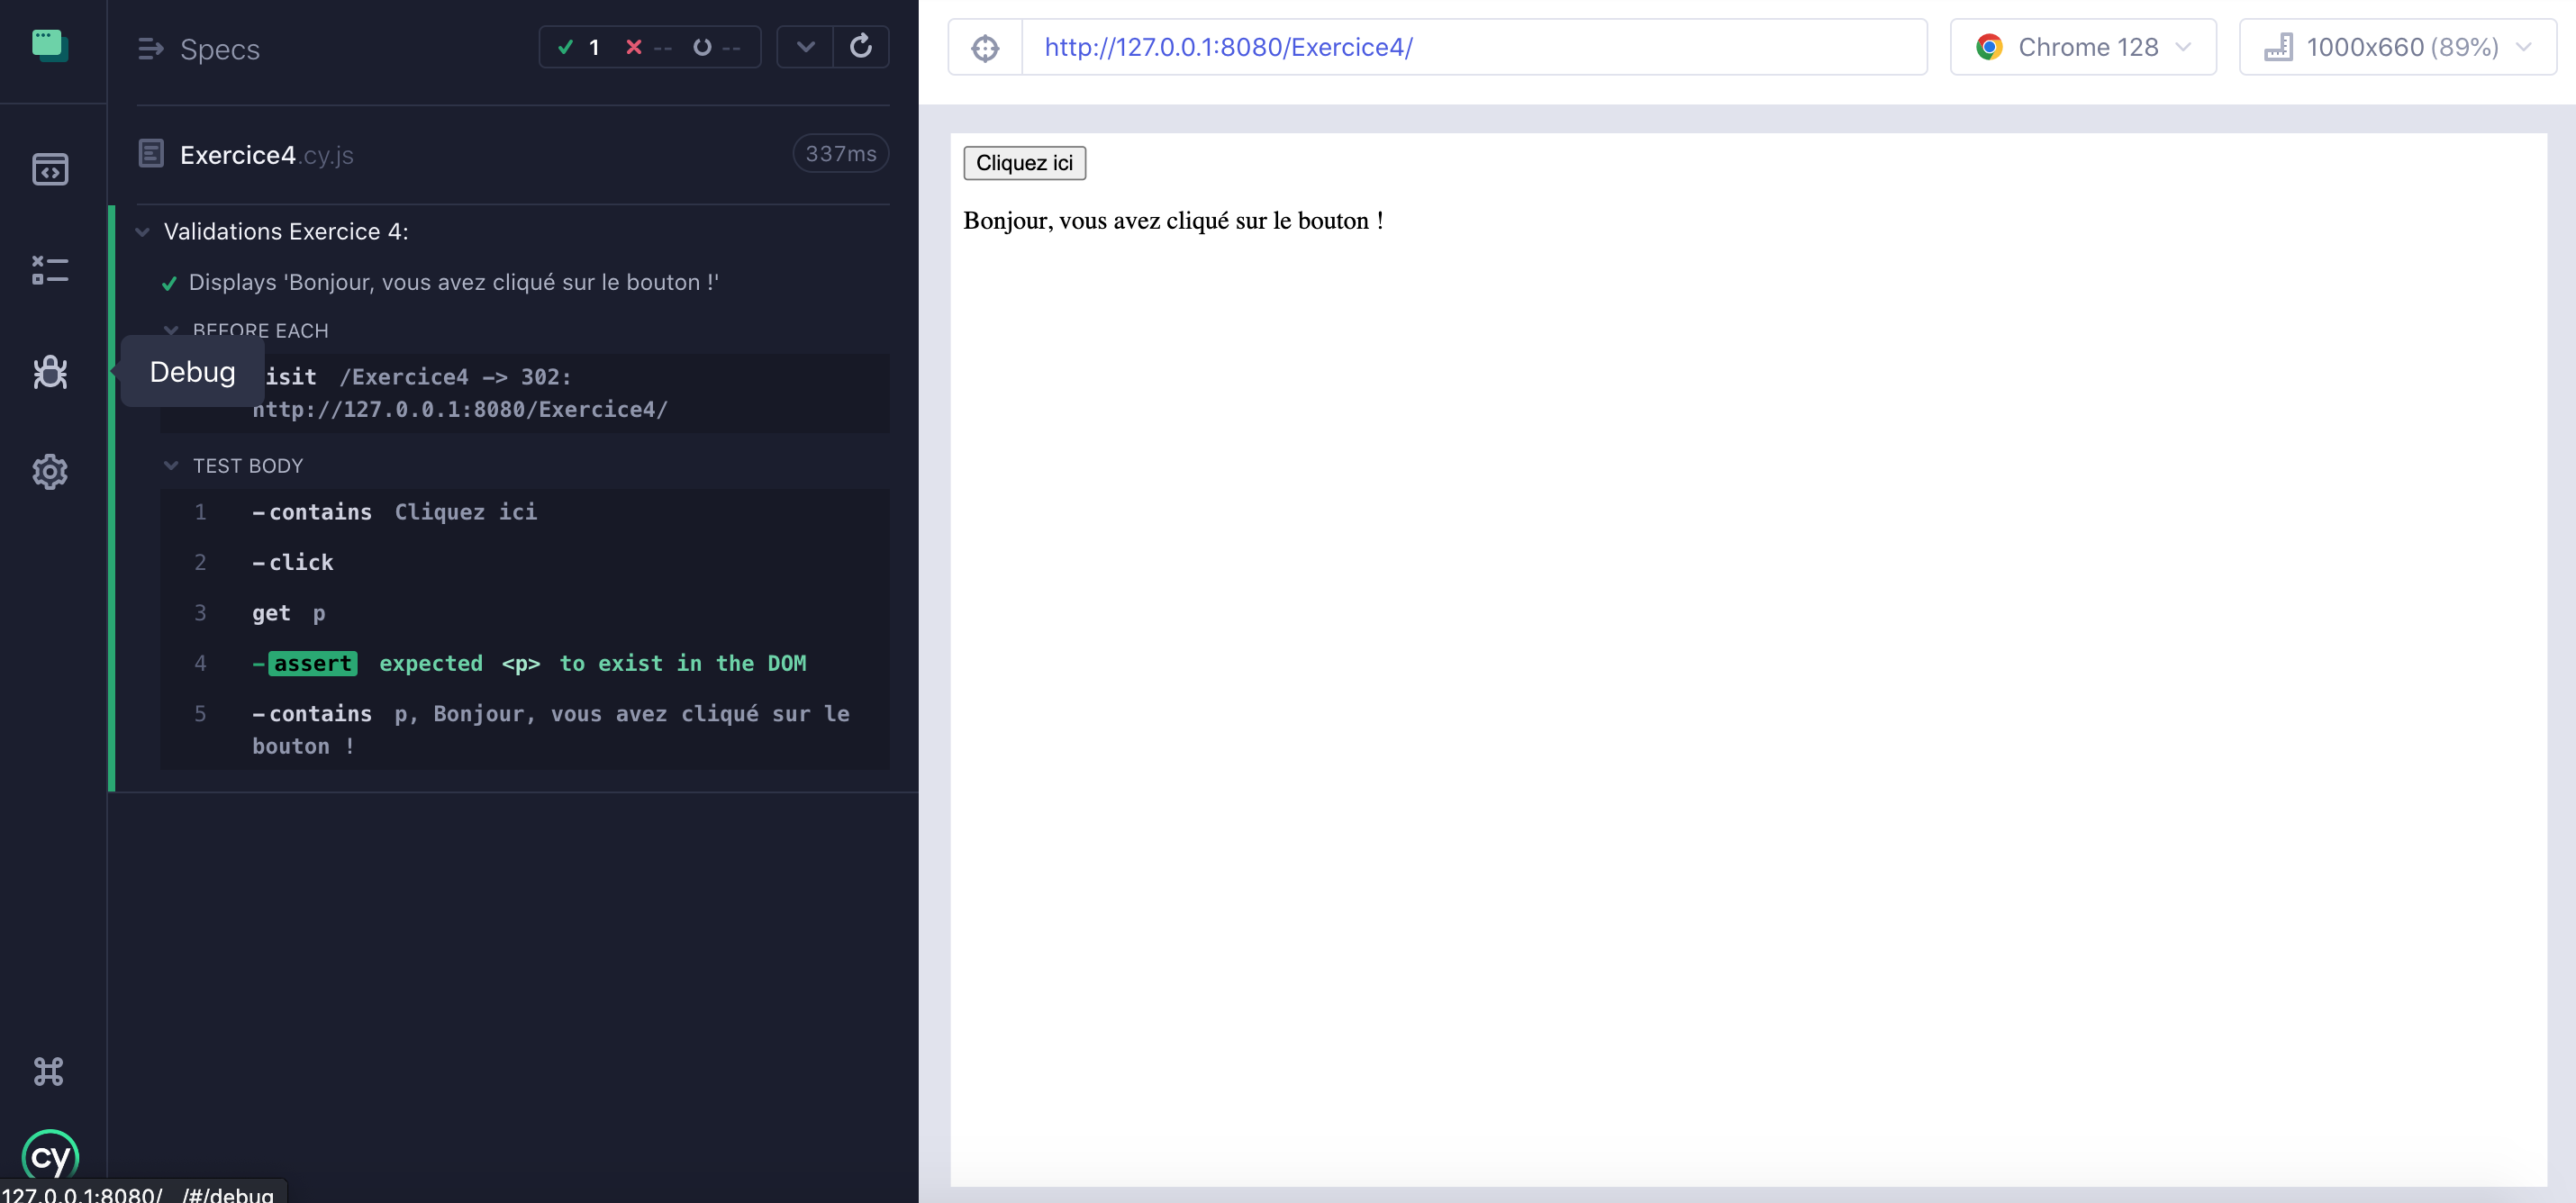 Specs
1 -- --
Exercice4.cy.js
337ms
Validations Exercice 4:
Displays 'Bonjour, vous avez cliqué sur le bouton !'
BEFORE EACH
Debug
isit /Exercice4 -> 302:
http://127.0.0.1:8080/Exercice4/
TEST BODY
1 -contains Cliquez ici
2 -click
3 get p
4 -assert expected <p> to exist in the DOM
5 -contains p, Bonjour, vous avez cliqué sur le
bouton !
cy
127.0.0.1:8080/__/#/debug
http://127.0.0.1:8080/Exercice4/
Chrome 128
1000x660 (89%)
Cliquez ici
Bonjour, vous avez cliqué sur le bouton !